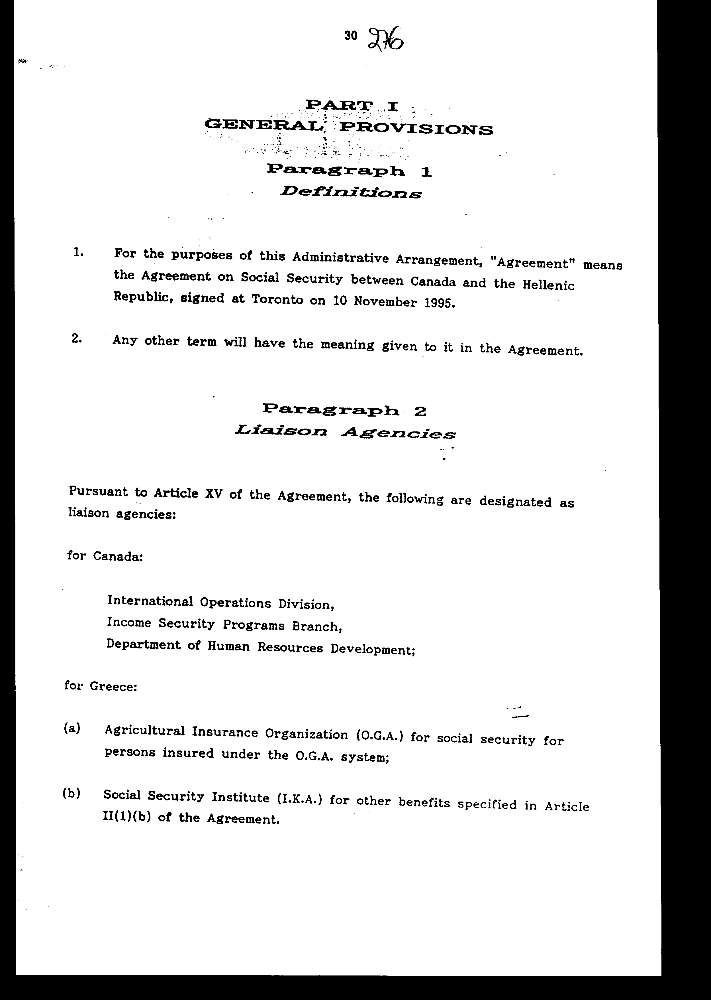 30 276
PART I
GENERAL PROVISIONS
Paragraph 1
Definitions
1. For the purposes of this Administrative Arrangement, "Agreement" means
the Agreement on Social Security between Canada and the Hellenic
Republic, signed at Toronto on 10 November 1995.
2. Any other term will have the meaning given to it in the Agreement.
Paragraph 2
Liaison Agencies
Pursuant to Article XV of the Agreement, the following are designated as
liaison agencies:
for Canada:
International Operations Division,
Income Security Programs Branch,
Department of Human Resources Development;
for Greece:
(a) Agricultural Insurance Organization (O.G.A.) for social security for
persons insured under the O.G.A. system;
(b) Social Security Institute (I.K.A.) for other benefits specified in Article
II(1)(b) of the Agreement.